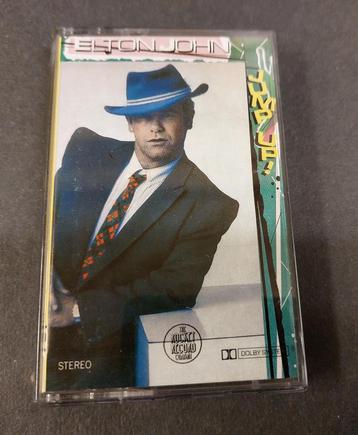 ELTON JOHN
JUMP UP!
THE
ROCKET
RECORD
COMPANY
STEREO
DOLBY SYSTEM